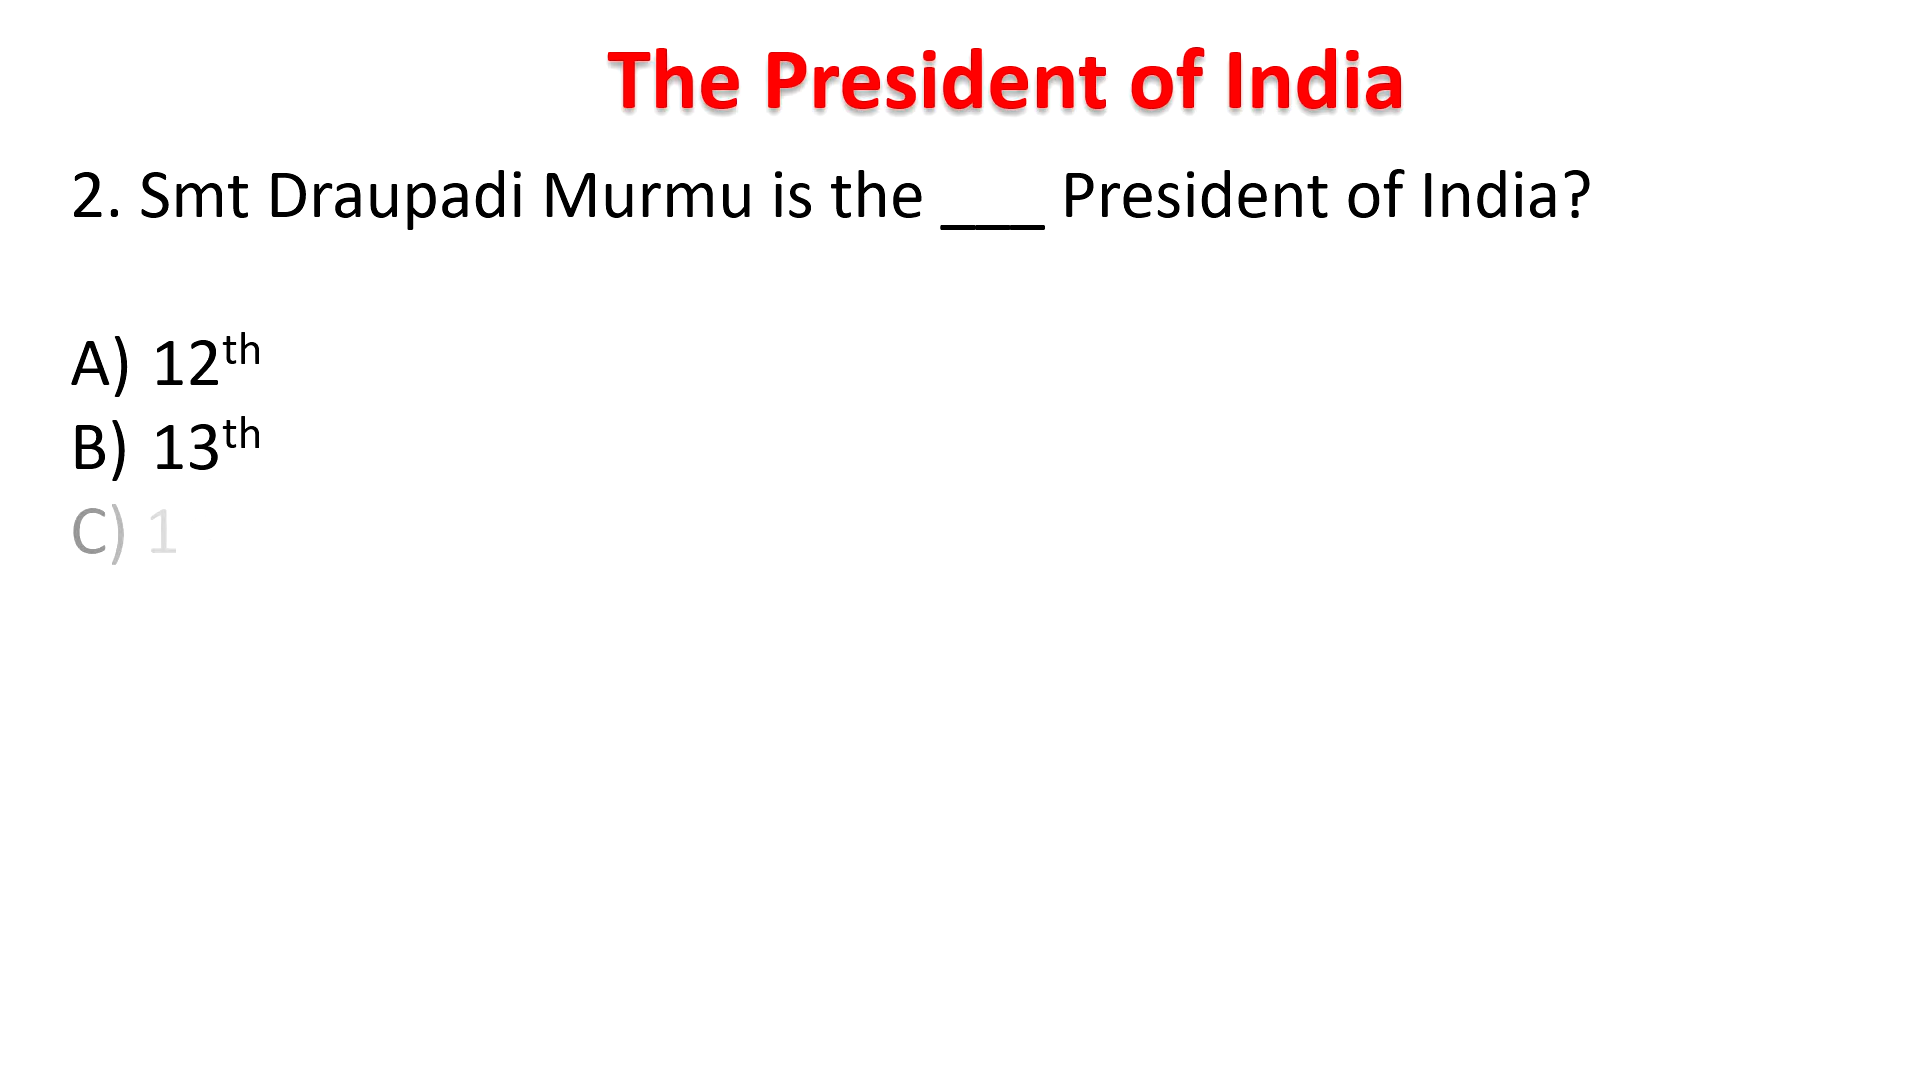 The President of India
2. Smt Draupadi Murmu is the ___ President of India?
A) 12th
B) 13th
C) 1